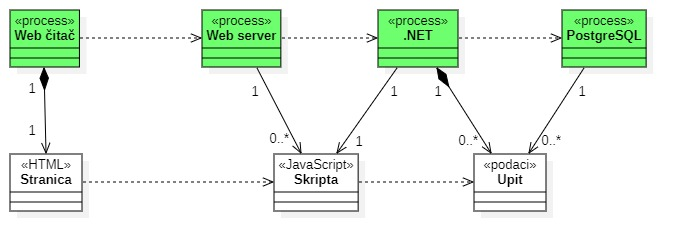 «process»
Web čitač
«process»
Web server
«process»
.NET
«process»
PostgreSQL
1
1
1
1
1
1
0..*
1
0..*
0..*
«HTML»
Stranica
«JavaScript»
Skripta
«podaci»
Upit